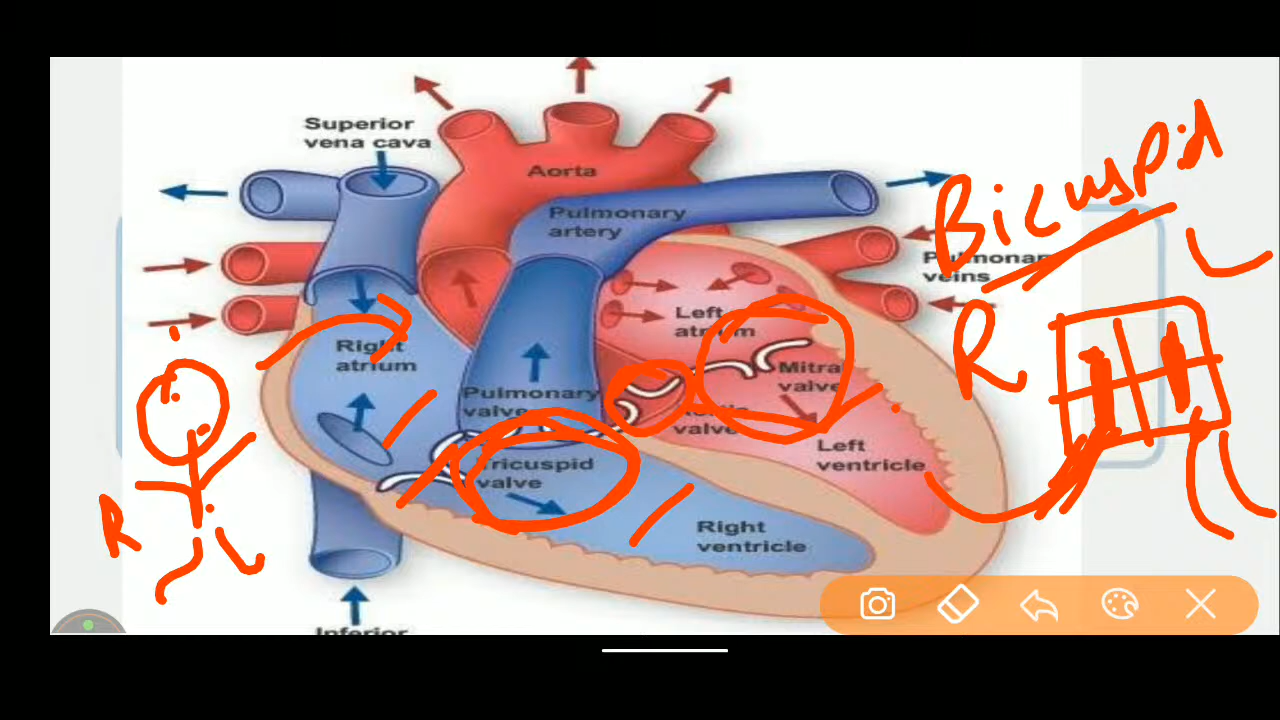 Superior
vena cava
Aorta
Pulmonary
artery
Bicuspid
L
Pulmonary
veins
R
Left
atrium
Right
atrium
Mitral
valve
Pulmonary
valve
valve
Tricuspid
valve
Left
ventricle
R
Right
ventricle
Inferior